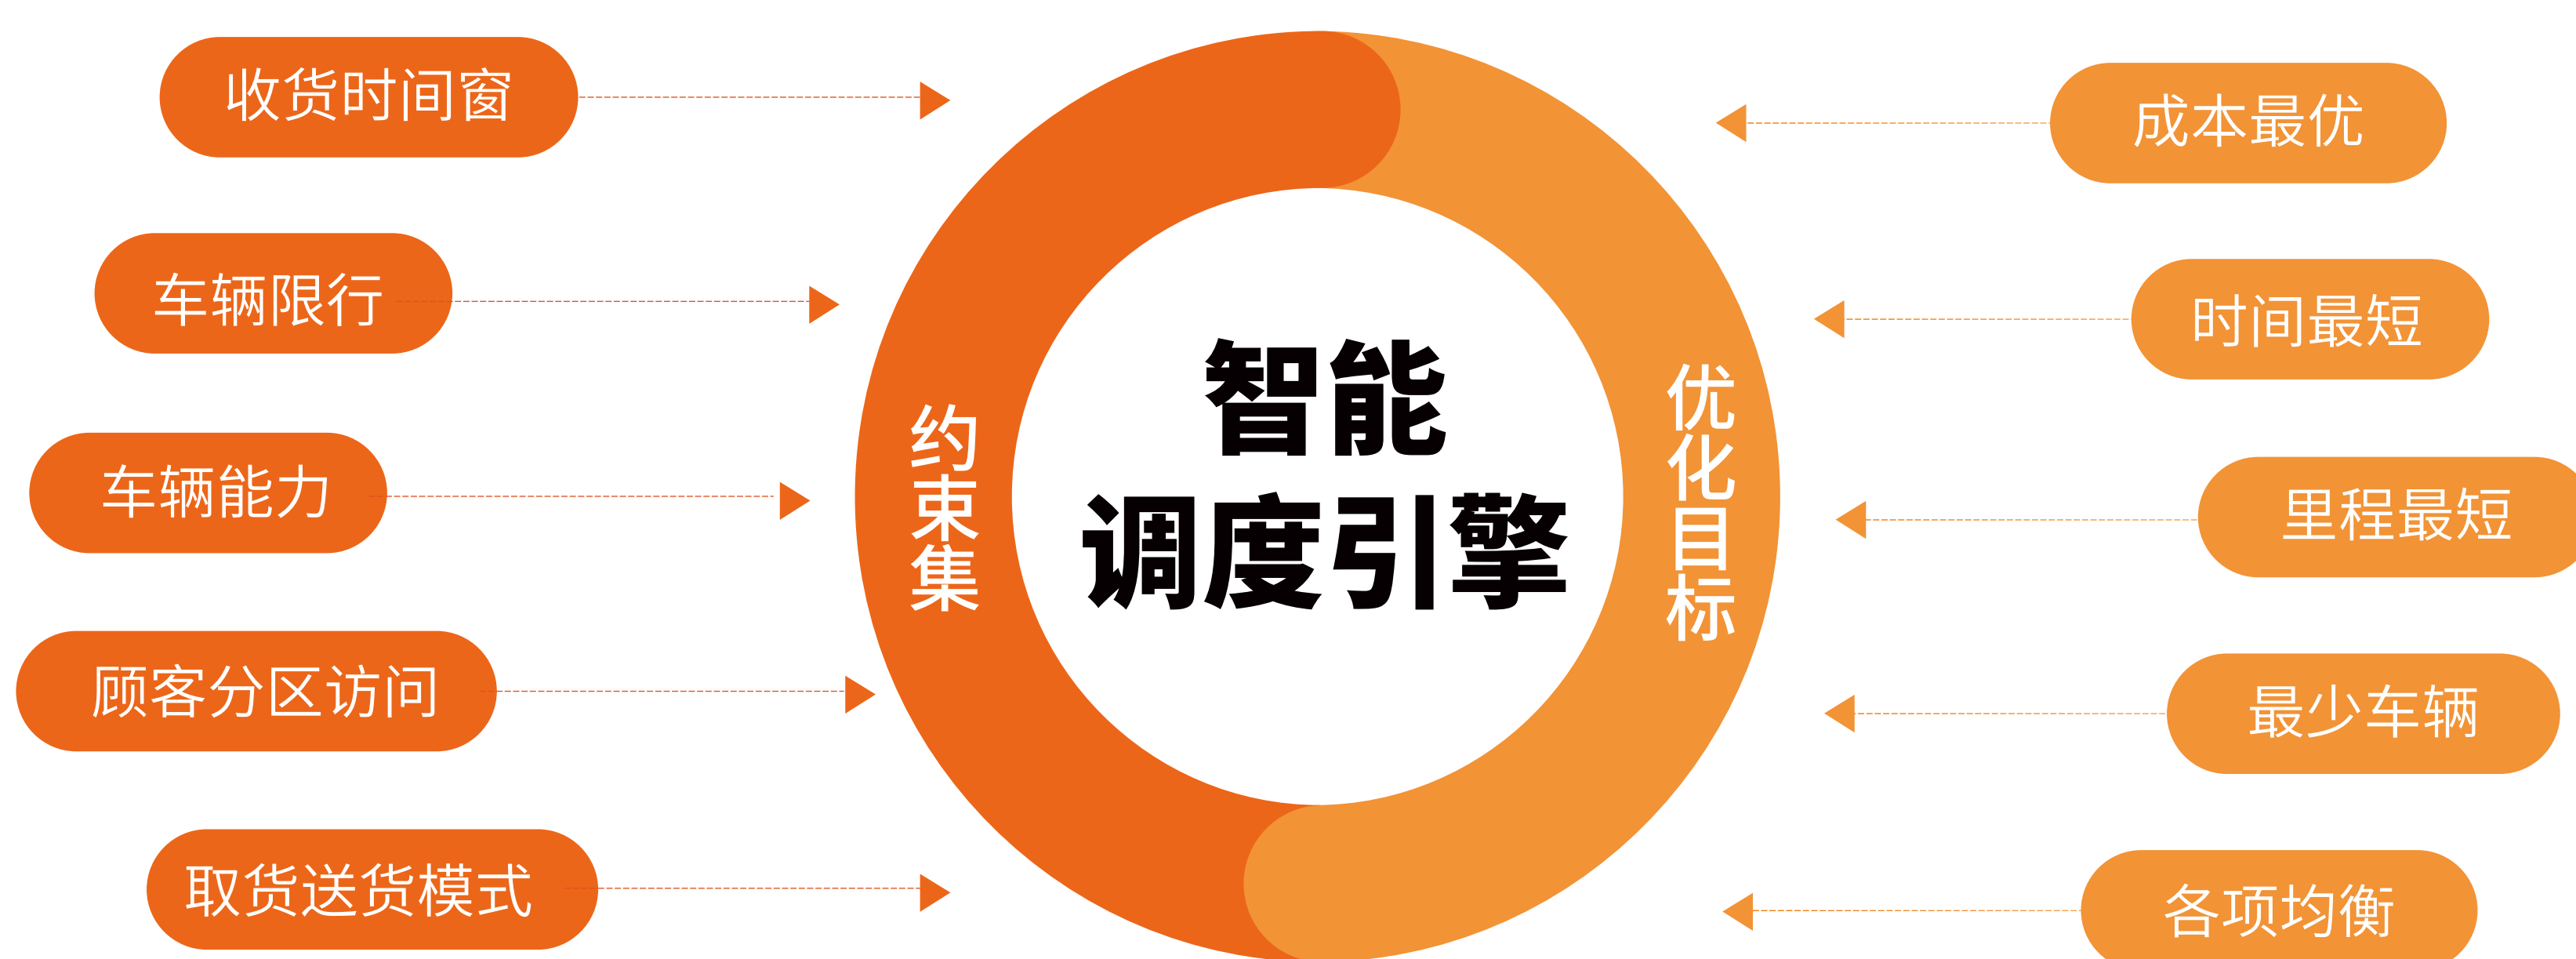 收货时间窗
车辆限行
车辆能力
顾客分区访问
取货送货模式
约束集
智能
调度引擎
优化目标
成本最优
时间最短
里程最短
最少车辆
各项均衡